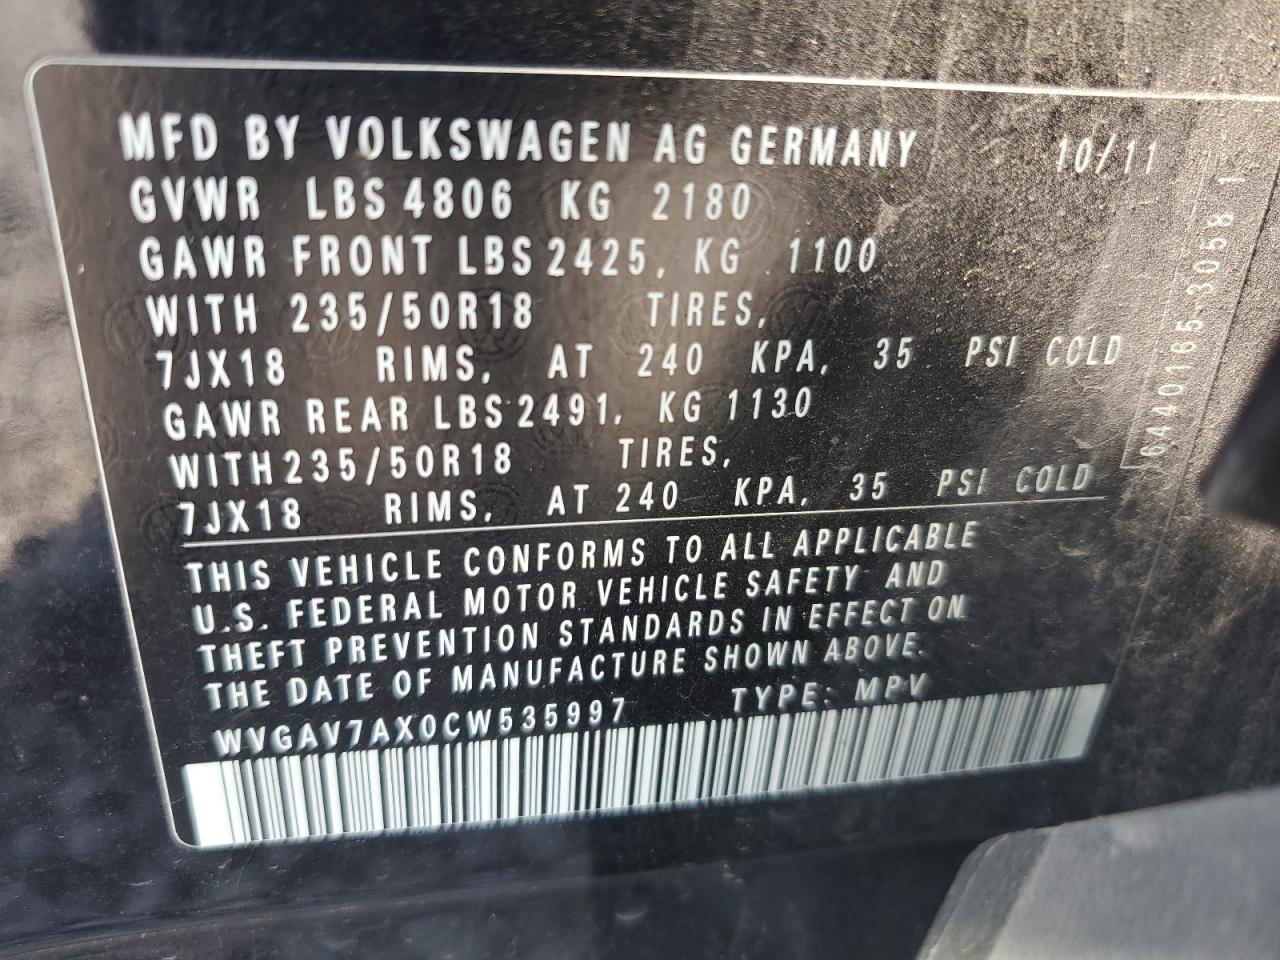 MFD BY VOLKSWAGEN AG GERMANY 10/11
GVWR LBS 4806 KG 2180
GAWR FRONT LBS 2425, KG 1100
WITH 235/50R18 TIRES,
7JX18 RIMS, AT 240 KPA, 35 PSI COLD
GAWR REAR LBS 2491, KG 1130
WITH 235/50R18 TIRES,
7JX18 RIMS, AT 240 KPA, 35 PSI COLD
THIS VEHICLE CONFORMS TO ALL APPLICABLE
U.S. FEDERAL MOTOR VEHICLE SAFETY AND
THEFT PREVENTION STANDARDS IN EFFECT ON
THE DATE OF MANUFACTURE SHOWN ABOVE.
WVGAV7AX0CW535997 TYPE: MPV
6440165 3058 1